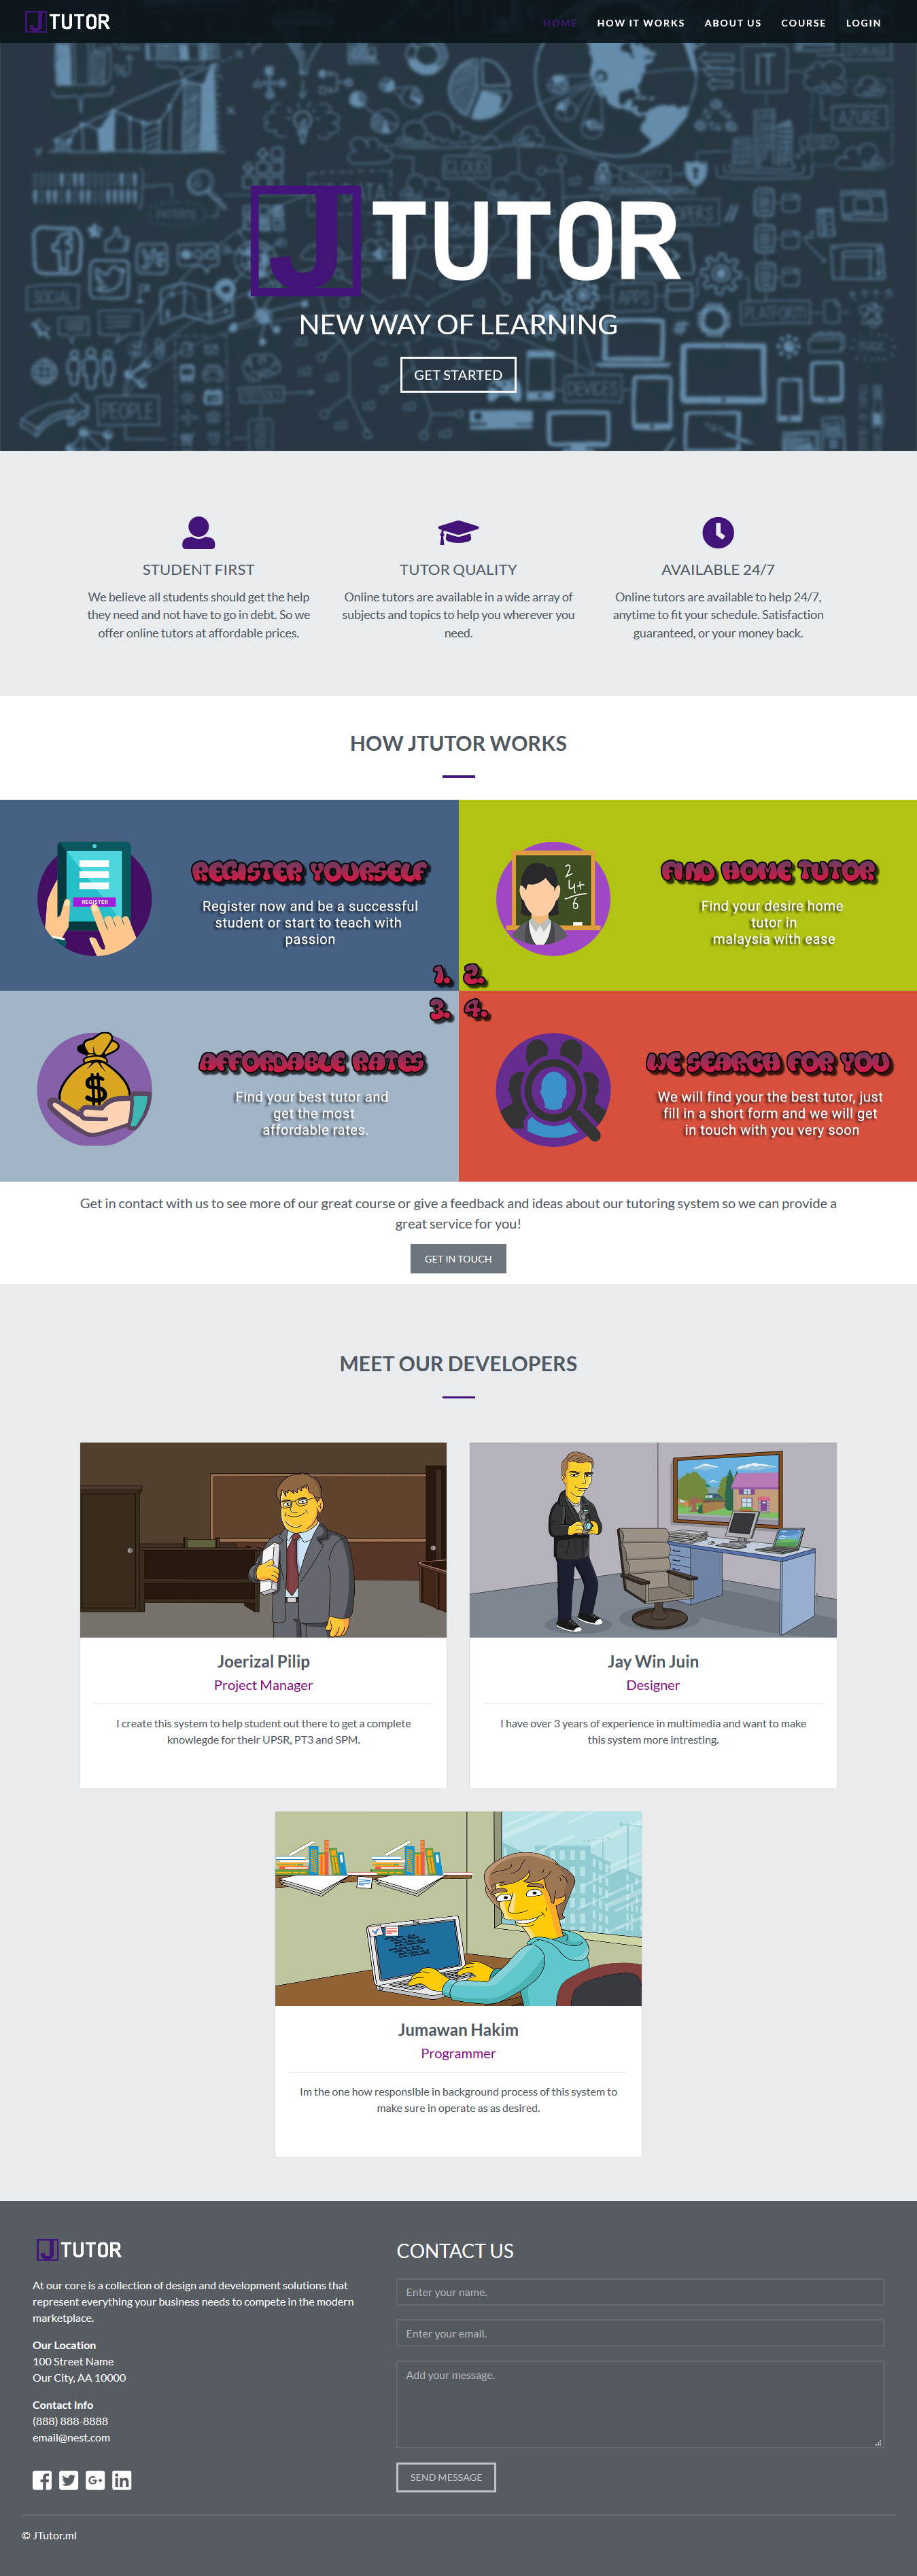 J TUTOR
HOME HOW IT WORKS ABOUT US COURSE LOGIN
IT
AZURE
CLOUD
SOCIAL
PLATFORM
DEVICES
PEOPLE
J TUTOR
NEW WAY OF LEARNING
GET STARTED
STUDENT FIRST
We believe all students should get the help
they need and not have to go in debt. So we
offer online tutors at affordable prices.
TUTOR QUALITY
Online tutors are available in a wide array of
subjects and topics to help you wherever you
need.
AVAILABLE 24/7
Online tutors are available to help 24/7,
anytime to fit your schedule. Satisfaction
guaranteed, or your money back.
HOW JTUTOR WORKS
REGISTER
REGISTER YOURSELF
Register now and be a successful
student or start to teach with
passion
1.
2
4+
6
FIND HOME TUTOR
Find your desire home
tutor in
malaysia with ease
2.
3.
$
AFFORDABLE RATES
Find your best tutor and
get the most
affordable rates.
4.
WE SEARCH FOR YOU
We will find your the best tutor, just
fill in a short form and we will get
in touch with you very soon
Get in contact with us to see more of our great course or give a feedback and ideas about our tutoring system so we can provide a
great service for you!
GET IN TOUCH
MEET OUR DEVELOPERS
Joerizal Pilip
Project Manager
I create this system to help student out there to get a complete
knowlegde for their UPSR, PT3 and SPM.
Jay Win Juin
Designer
I have over 3 years of experience in multimedia and want to make
this system more intresting.
Jumawan Hakim
Programmer
Im the one how responsible in background process of this system to
make sure in operate as as desired.
J TUTOR
At our core is a collection of design and development solutions that
represent everything your business needs to compete in the modern
marketplace.
Our Location
100 Street Name
Our City, AA 10000
Contact Info
(888) 888-8888
email@nest.com
CONTACT US
Enter your name.
Enter your email.
Add your message.
SEND MESSAGE
© JTutor.ml